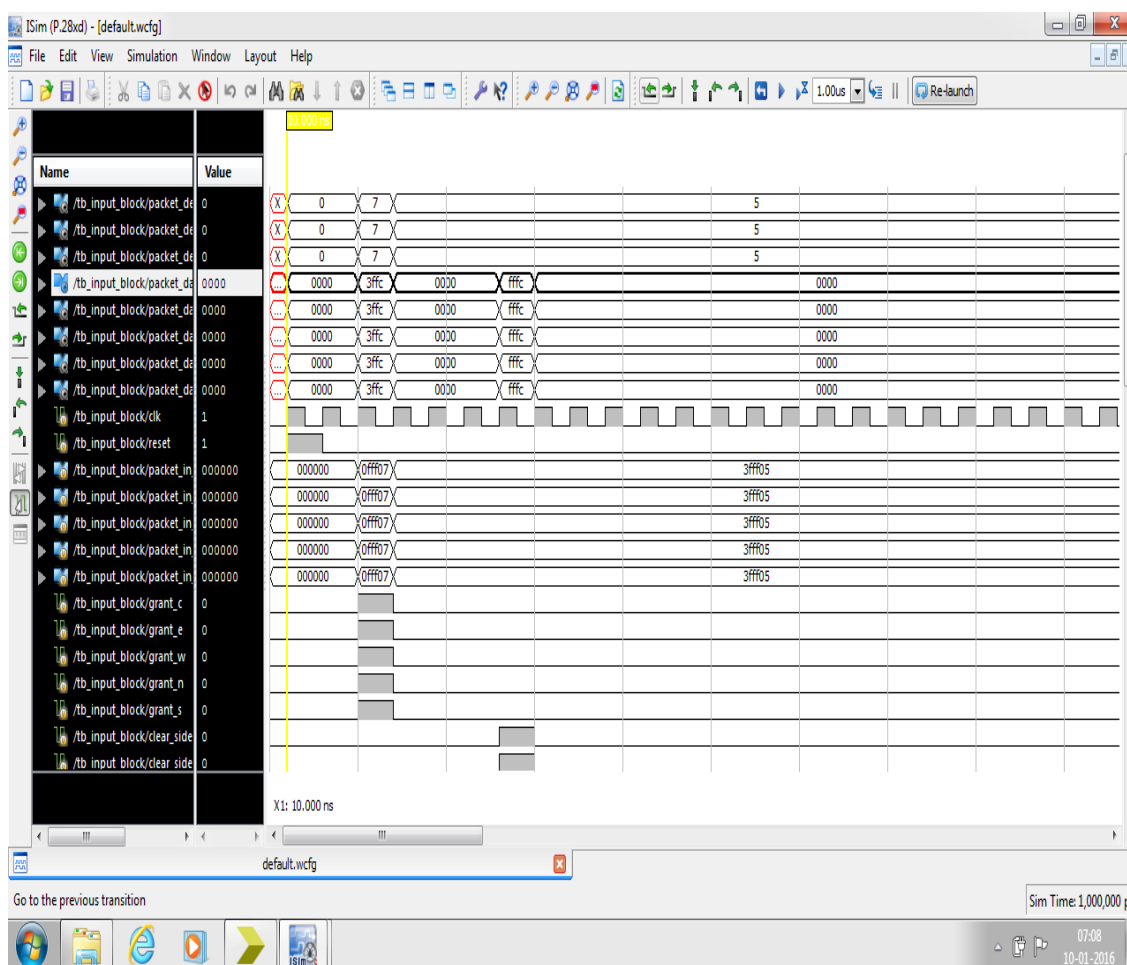 ISim (P.28xd) - [default.wcfg]
File Edit View Simulation Window Layout Help
1.00us Re-launch
10.000 ns
Name Value
/tb_input_block/packet_de 0 X 0 7 5
/tb_input_block/packet_de 0 X 0 7 5
/tb_input_block/packet_de 0 X 0 7 5
/tb_input_block/packet_da 0000 ... 0000 3ffc 0000 fffc 0000
/tb_input_block/packet_da 0000 ... 0000 3ffc 0000 fffc 0000
/tb_input_block/packet_da 0000 ... 0000 3ffc 0000 fffc 0000
/tb_input_block/packet_da 0000 ... 0000 3ffc 0000 fffc 0000
/tb_input_block/packet_da 0000 ... 0000 3ffc 0000 fffc 0000
/tb_input_block/clk 1
/tb_input_block/reset 1
/tb_input_block/packet_in_ 000000 000000 0fff07 3fff05
/tb_input_block/packet_in_ 000000 000000 0fff07 3fff05
/tb_input_block/packet_in_ 000000 000000 0fff07 3fff05
/tb_input_block/packet_in_ 000000 000000 0fff07 3fff05
/tb_input_block/packet_in_ 000000 000000 0fff07 3fff05
/tb_input_block/grant_c 0
/tb_input_block/grant_e 0
/tb_input_block/grant_w 0
/tb_input_block/grant_n 0
/tb_input_block/grant_s 0
/tb_input_block/clear_side 0
/tb_input_block/clear_side 0
X1: 10.000 ns
default.wcfg
Go to the previous transition Sim Time: 1,000,000 p
ISim
07:08
10-01-2016